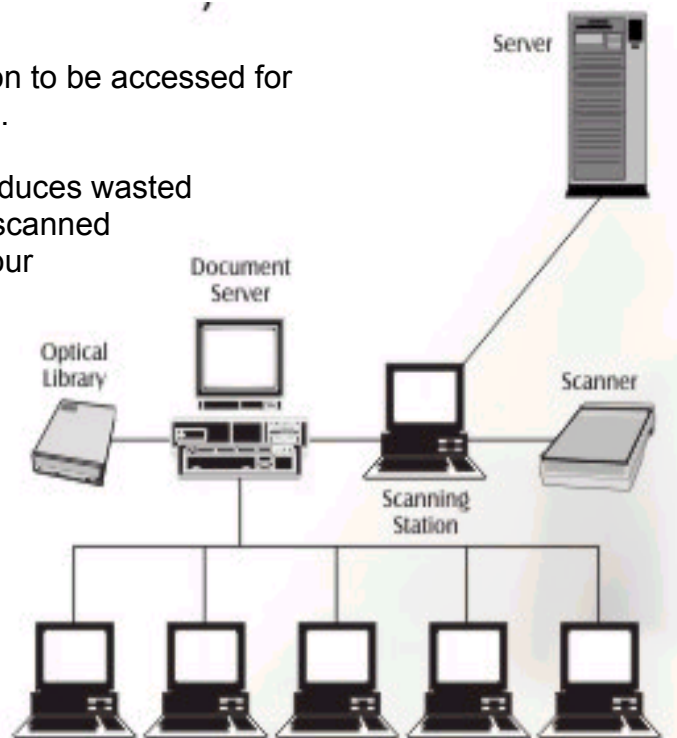 on to be accessed for
.
duces wasted
scanned
our
Server
Document
Server
Optical
Library
Scanner
Scanning
Station